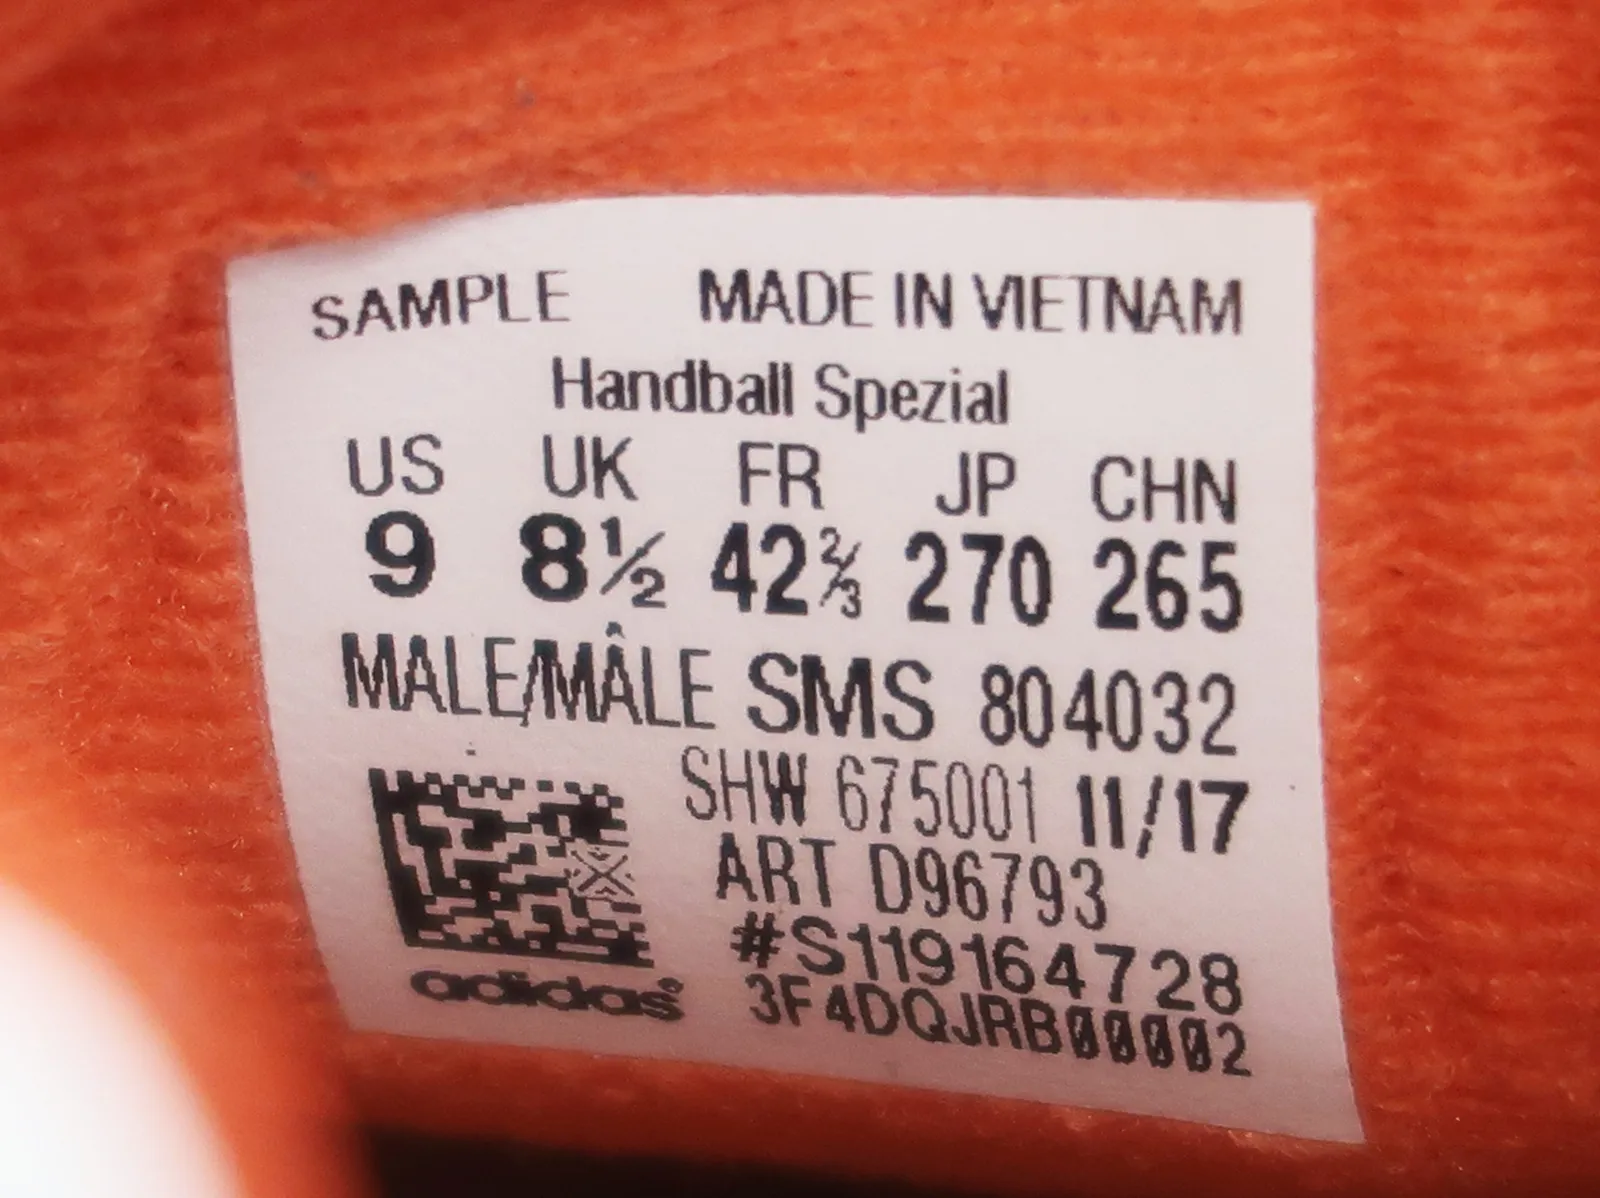 SAMPLE MADE IN VIETNAM
Handball Spezial
US UK FR JP CHN
9 8½ 42⅔ 270 265
MALE/MÂLE SMS 804032
SHW 675001 11/17
ART D96793
#S119164728
adidas 3F4DQJRB00002